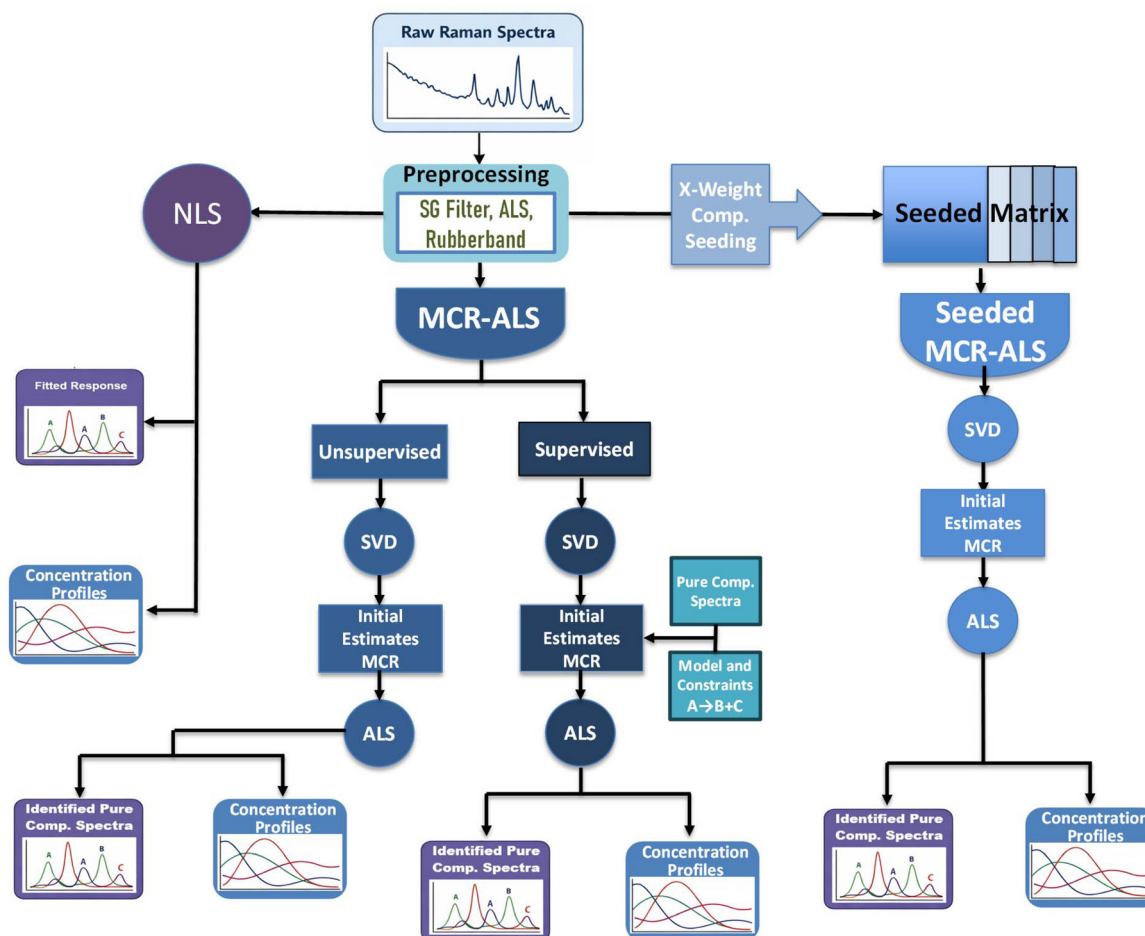 Raw Raman Spectra
Preprocessing
SG Filter, ALS,
Rubberband
NLS
X-Weight
Comp.
Seeding
Seeded Matrix
MCR-ALS
Seeded
MCR-ALS
Fitted Response
A
A
B
C
Concentration
Profiles
Unsupervised
SVD
Initial
Estimates
MCR
ALS
Supervised
SVD
Initial
Estimates
MCR
Pure Comp.
Spectra
Model and
Constraints
A→B+C
ALS
SVD
Initial
Estimates
MCR
ALS
Identified Pure
Comp. Spectra
A
A
B
C
Concentration
Profiles
Identified Pure
Comp. Spectra
A
A
B
C
Concentration
Profiles
Identified Pure
Comp. Spectra
A
A
B
C
Concentration
Profiles